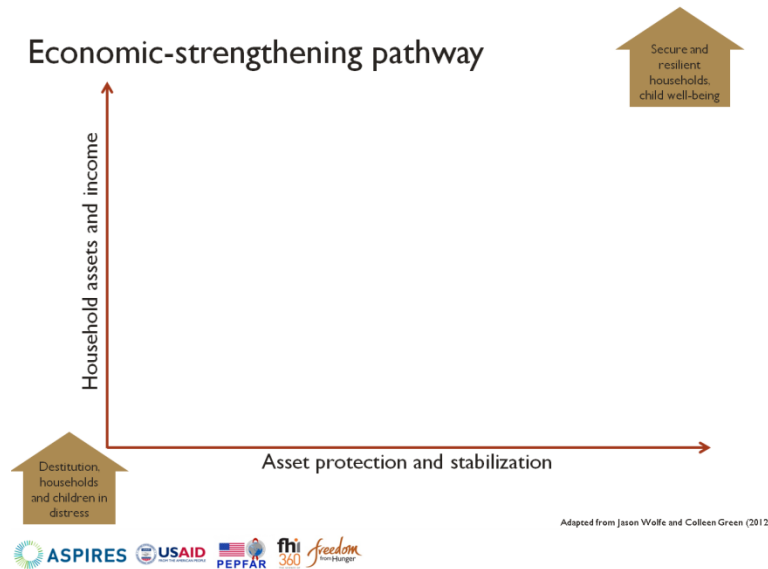 Economic-strengthening pathway
Secure and
resilient
households,
child well-being
Household assets and income
Asset protection and stabilization
Destitution,
households
and children in
distress
Adapted from Jason Wolfe and Colleen Green (2012
ASPIRES
USAID
FROM THE AMERICAN PEOPLE
PEPFAR
fhi
360
freedom
from Hunger